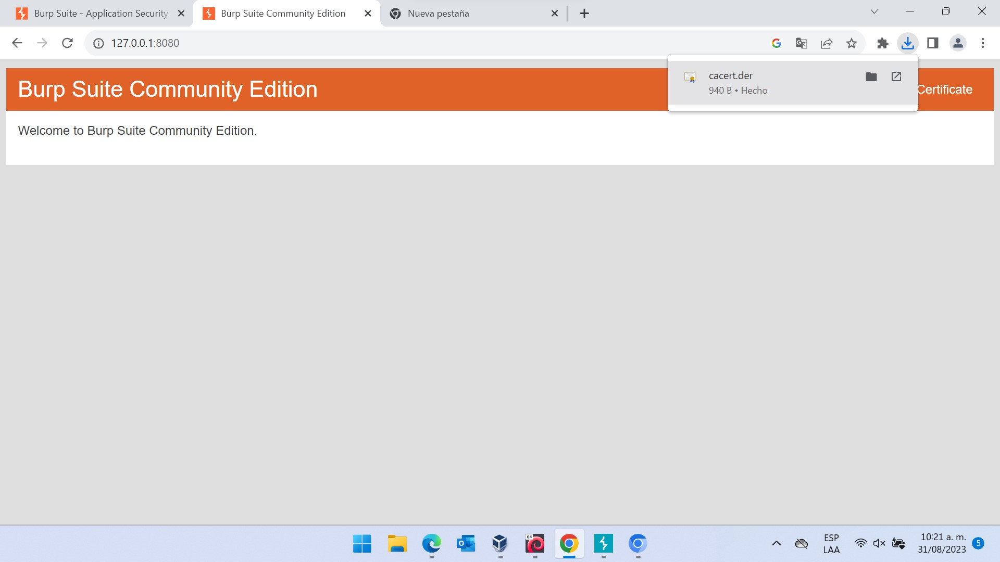 Burp Suite - Application Security
Burp Suite Community Edition
Nueva pestaña
127.0.0.1:8080
cacert.der
940 B • Hecho
Burp Suite Community Edition
Certificate
Welcome to Burp Suite Community Edition.
64
ESP
LAA
10:21 a. m.
31/08/2023
5